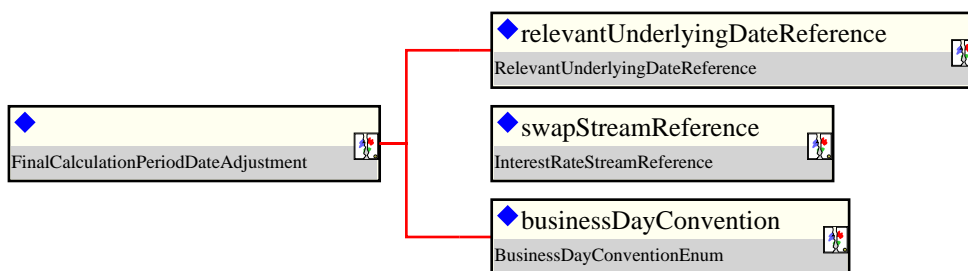 relevantUnderlyingDateReference
RelevantUnderlyingDateReference
FinalCalculationPeriodDateAdjustment
swapStreamReference
InterestRateStreamReference
businessDayConvention
BusinessDayConventionEnum